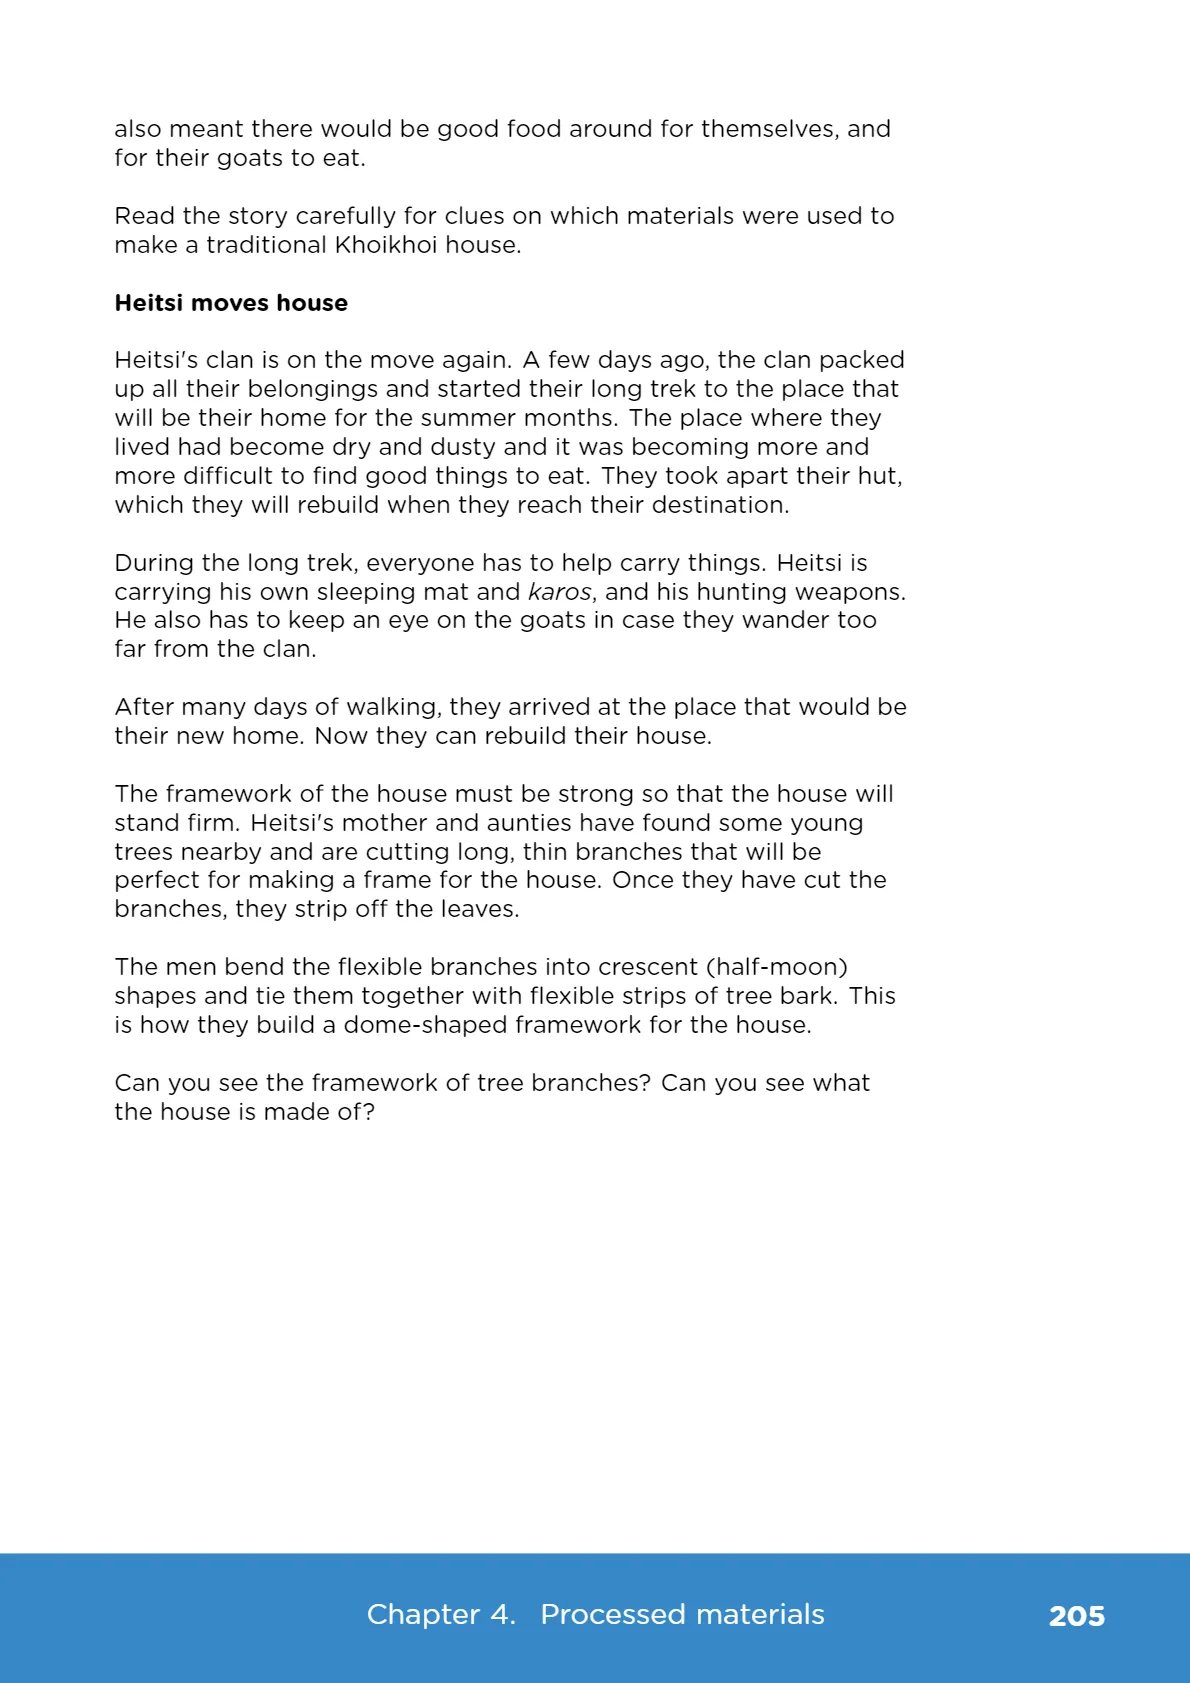 also meant there would be good food around for themselves, and
for their goats to eat.
Read the story carefully for clues on which materials were used to
make a traditional Khoikhoi house.
Heitsi moves house
Heitsi's clan is on the move again. A few days ago, the clan packed
up all their belongings and started their long trek to the place that
will be their home for the summer months. The place where they
lived had become dry and dusty and it was becoming more and
more difficult to find good things to eat. They took apart their hut,
which they will rebuild when they reach their destination.
During the long trek, everyone has to help carry things. Heitsi is
carrying his own sleeping mat and karos, and his hunting weapons.
He also has to keep an eye on the goats in case they wander too
far from the clan.
After many days of walking, they arrived at the place that would be
their new home. Now they can rebuild their house.
The framework of the house must be strong so that the house will
stand firm. Heitsi's mother and aunties have found some young
trees nearby and are cutting long, thin branches that will be
perfect for making a frame for the house. Once they have cut the
branches, they strip off the leaves.
The men bend the flexible branches into crescent (half-moon)
shapes and tie them together with flexible strips of tree bark. This
is how they build a dome-shaped framework for the house.
Can you see the framework of tree branches? Can you see what
the house is made of?
Chapter 4. Processed materials 205